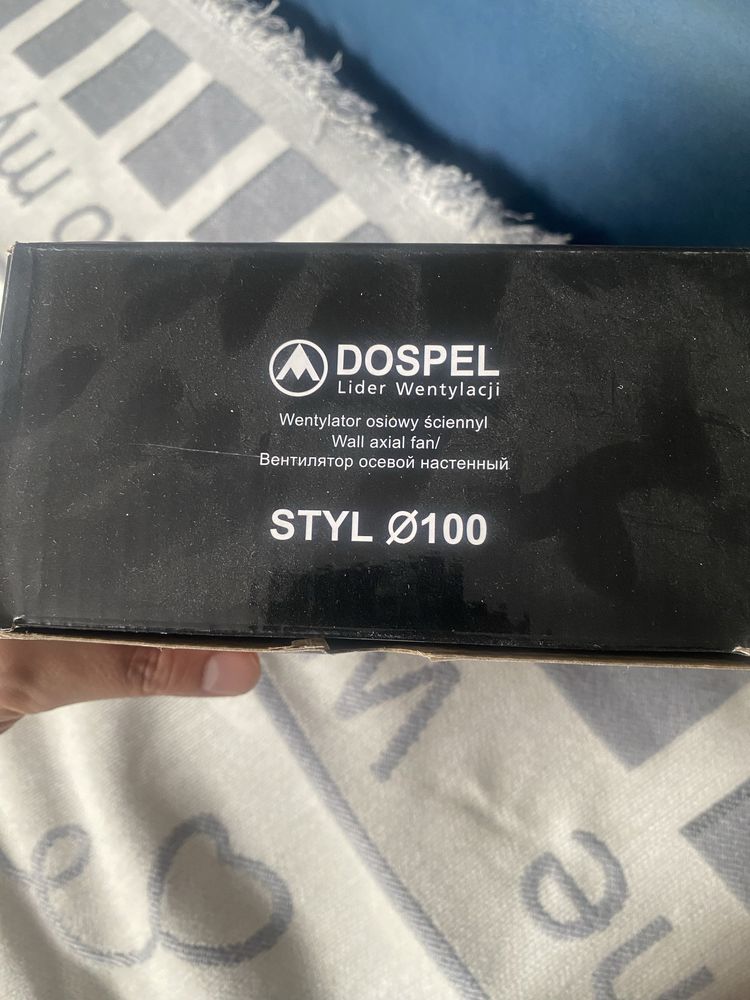 DOSPEL
Lider Wentylacji
Wentylator osiowy ściennyl
Wall axial fan/
Вентилятор осевой настенный
STYL Ø100